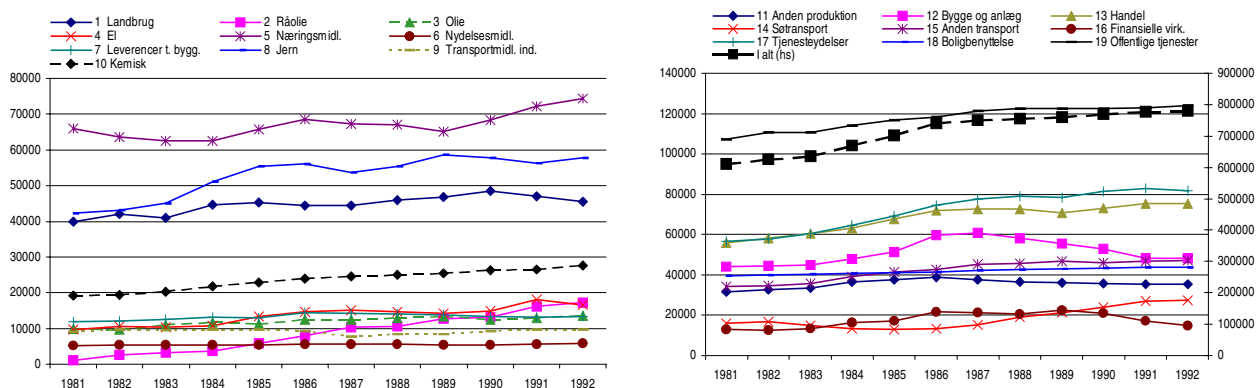 1 Landbrug 2 Råolie 3 Olie
4 El 5 Næringsmidl. 6 Nydelsesmidl.
7 Leverencer t. bygg. 8 Jern 9 Transportmidl. ind.
10 Kemisk
80000
70000
60000
50000
40000
30000
20000
10000
0
1981 1982 1983 1984 1985 1986 1987 1988 1989 1990 1991 1992
11 Anden produktion 12 Bygge og anlæg 13 Handel
14 Søtransport 15 Anden transport 16 Finansielle virk.
17 Tjenesteydelser 18 Boligbenyttelse 19 Offentlige tjenester
I alt (hs)
140000 900000
120000 800000
100000 700000
80000 600000
60000 500000
40000 400000
20000 300000
0 200000
100000
0
1981 1982 1983 1984 1985 1986 1987 1988 1989 1990 1991 1992